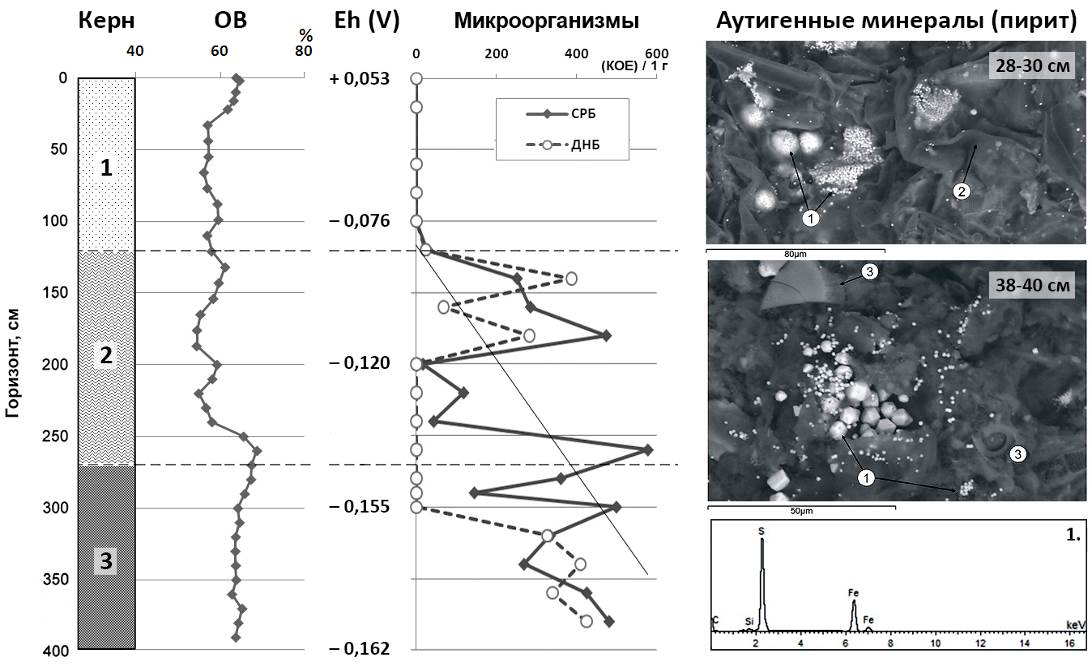 Керн
ОВ
Eh (V)
Микроорганизмы
Аутигенные минералы (пирит)
%
40 60 80
0 200 400 600
(КОЕ) / 1 г
Горизонт, см
0
50
100
150
200
250
300
350
400
1
2
3
+ 0,053
− 0,076
− 0,120
− 0,155
− 0,162
СРБ
ДНБ
28-30 см
1
2
80µm
38-40 см
3
3
1
50µm
1.
S
Fe
Fe
C
Si
2 4 6 8 10 12 14 16
keV